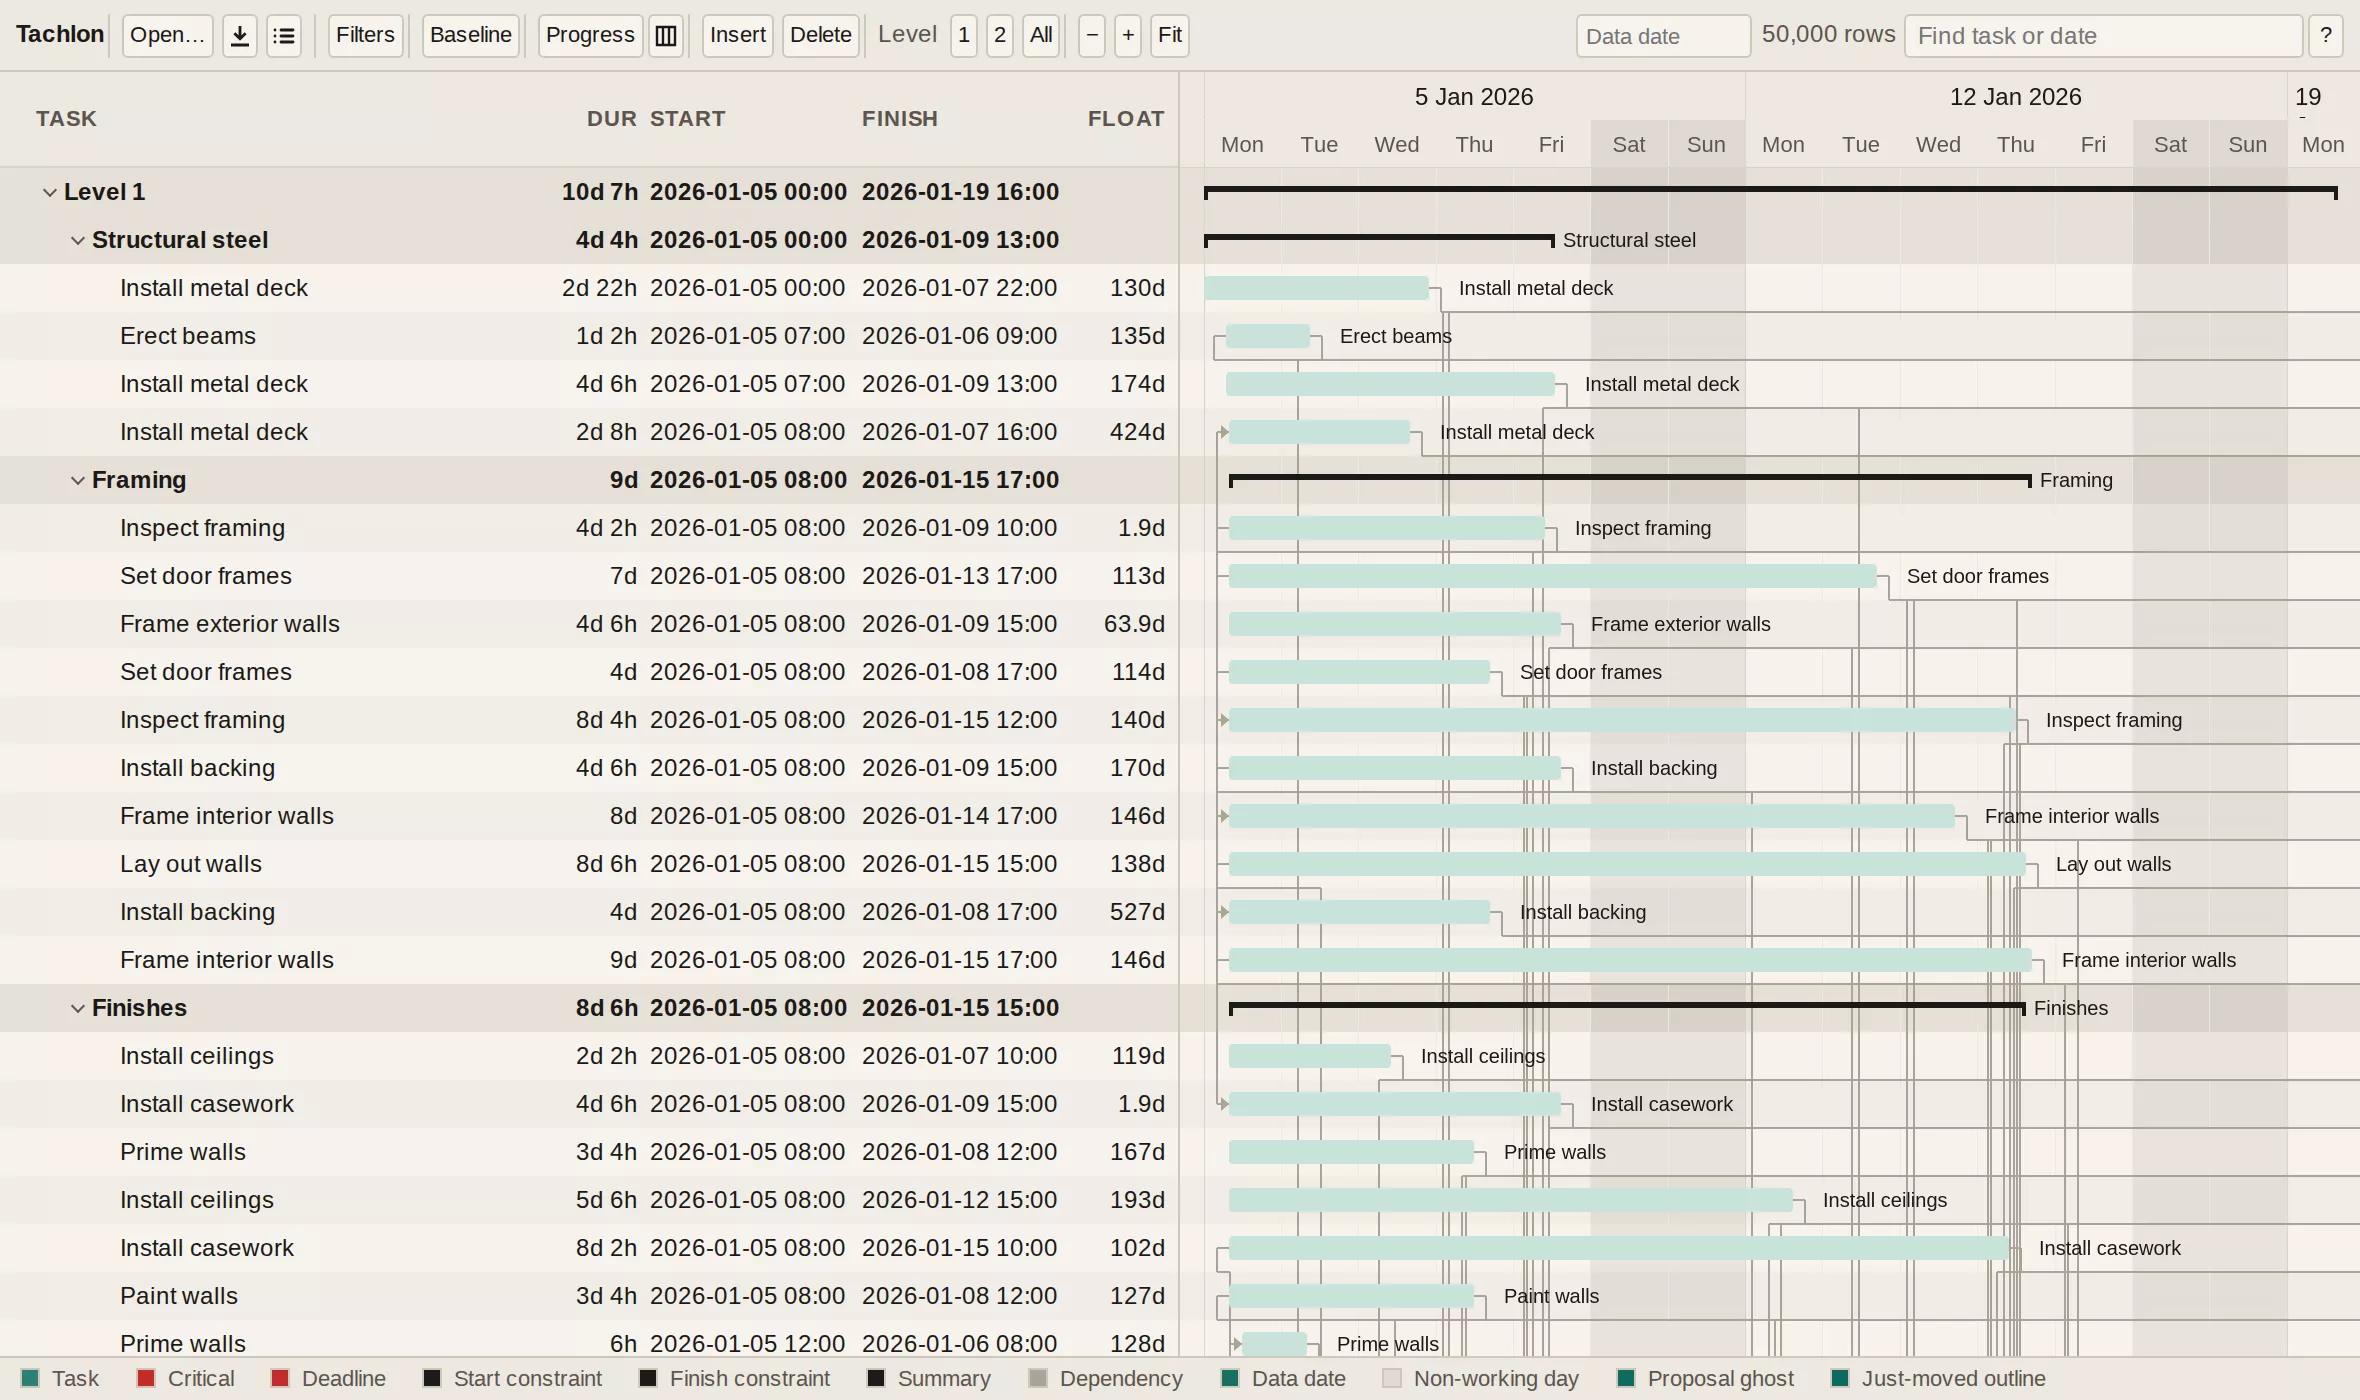 Tachlon Open… Filters Baseline Progress Insert Delete Level 1 2 All − + Fit Data date 50,000 rows Find task or date ?
TASK DUR START FINISH FLOAT
5 Jan 2026 12 Jan 2026 19
Mon Tue Wed Thu Fri Sat Sun Mon Tue Wed Thu Fri Sat Sun Mon
Level 1 10d 7h 2026-01-05 00:00 2026-01-19 16:00
Structural steel 4d 4h 2026-01-05 00:00 2026-01-09 13:00 Structural steel
Install metal deck 2d 22h 2026-01-05 00:00 2026-01-07 22:00 130d Install metal deck
Erect beams 1d 2h 2026-01-05 07:00 2026-01-06 09:00 135d Erect beams
Install metal deck 4d 6h 2026-01-05 07:00 2026-01-09 13:00 174d Install metal deck
Install metal deck 2d 8h 2026-01-05 08:00 2026-01-07 16:00 424d Install metal deck
Framing 9d 2026-01-05 08:00 2026-01-15 17:00 Framing
Inspect framing 4d 2h 2026-01-05 08:00 2026-01-09 10:00 1.9d Inspect framing
Set door frames 7d 2026-01-05 08:00 2026-01-13 17:00 113d Set door frames
Frame exterior walls 4d 6h 2026-01-05 08:00 2026-01-09 15:00 63.9d Frame exterior walls
Set door frames 4d 2026-01-05 08:00 2026-01-08 17:00 114d Set door frames
Inspect framing 8d 4h 2026-01-05 08:00 2026-01-15 12:00 140d Inspect framing
Install backing 4d 6h 2026-01-05 08:00 2026-01-09 15:00 170d Install backing
Frame interior walls 8d 2026-01-05 08:00 2026-01-14 17:00 146d Frame interior walls
Lay out walls 8d 6h 2026-01-05 08:00 2026-01-15 15:00 138d Lay out walls
Install backing 4d 2026-01-05 08:00 2026-01-08 17:00 527d Install backing
Frame interior walls 9d 2026-01-05 08:00 2026-01-15 17:00 146d Frame interior walls
Finishes 8d 6h 2026-01-05 08:00 2026-01-15 15:00 Finishes
Install ceilings 2d 2h 2026-01-05 08:00 2026-01-07 10:00 119d Install ceilings
Install casework 4d 6h 2026-01-05 08:00 2026-01-09 15:00 1.9d Install casework
Prime walls 3d 4h 2026-01-05 08:00 2026-01-08 12:00 167d Prime walls
Install ceilings 5d 6h 2026-01-05 08:00 2026-01-12 15:00 193d Install ceilings
Install casework 8d 2h 2026-01-05 08:00 2026-01-15 10:00 102d Install casework
Paint walls 3d 4h 2026-01-05 08:00 2026-01-08 12:00 127d Paint walls
Prime walls 6h 2026-01-05 12:00 2026-01-06 08:00 128d Prime walls
Task Critical Deadline Start constraint Finish constraint Summary Dependency Data date Non-working day Proposal ghost Just-moved outline